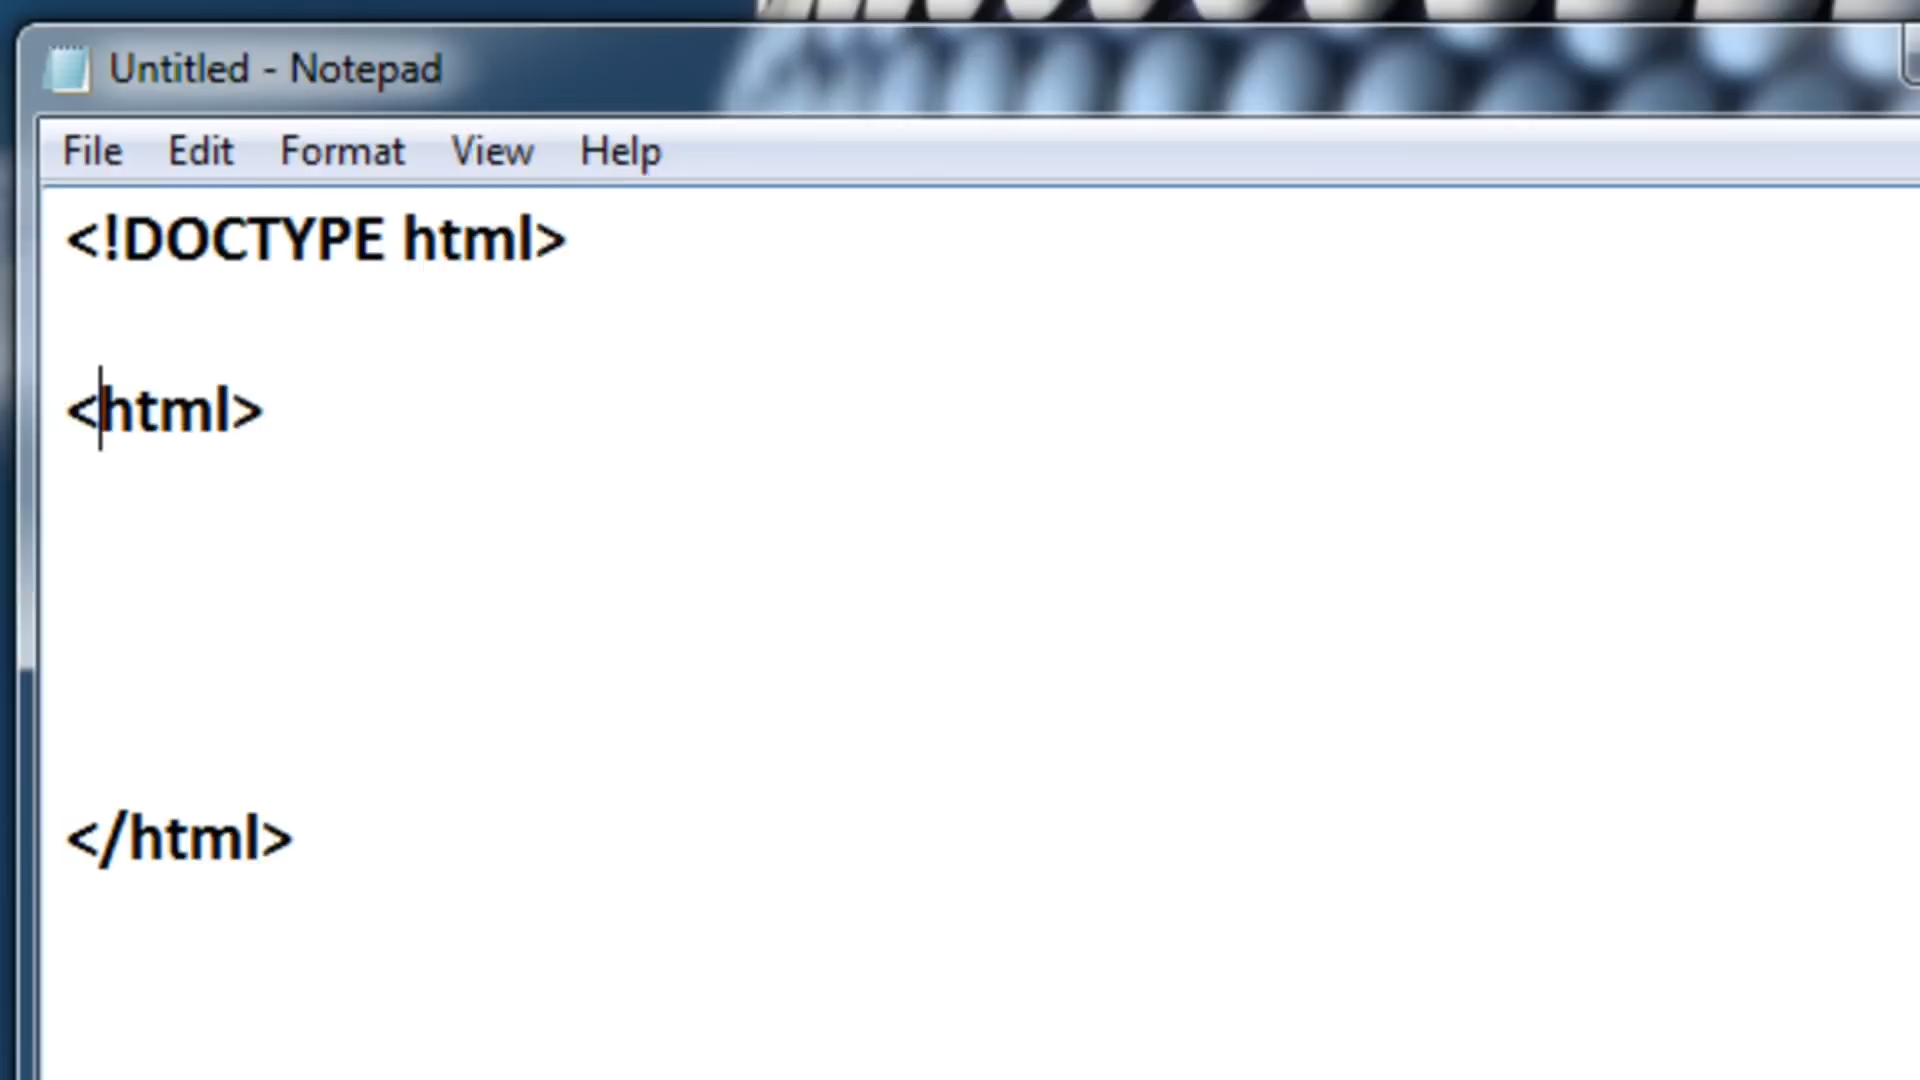 Untitled - Notepad
File Edit Format View Help
<!DOCTYPE html>
<html>
</html>